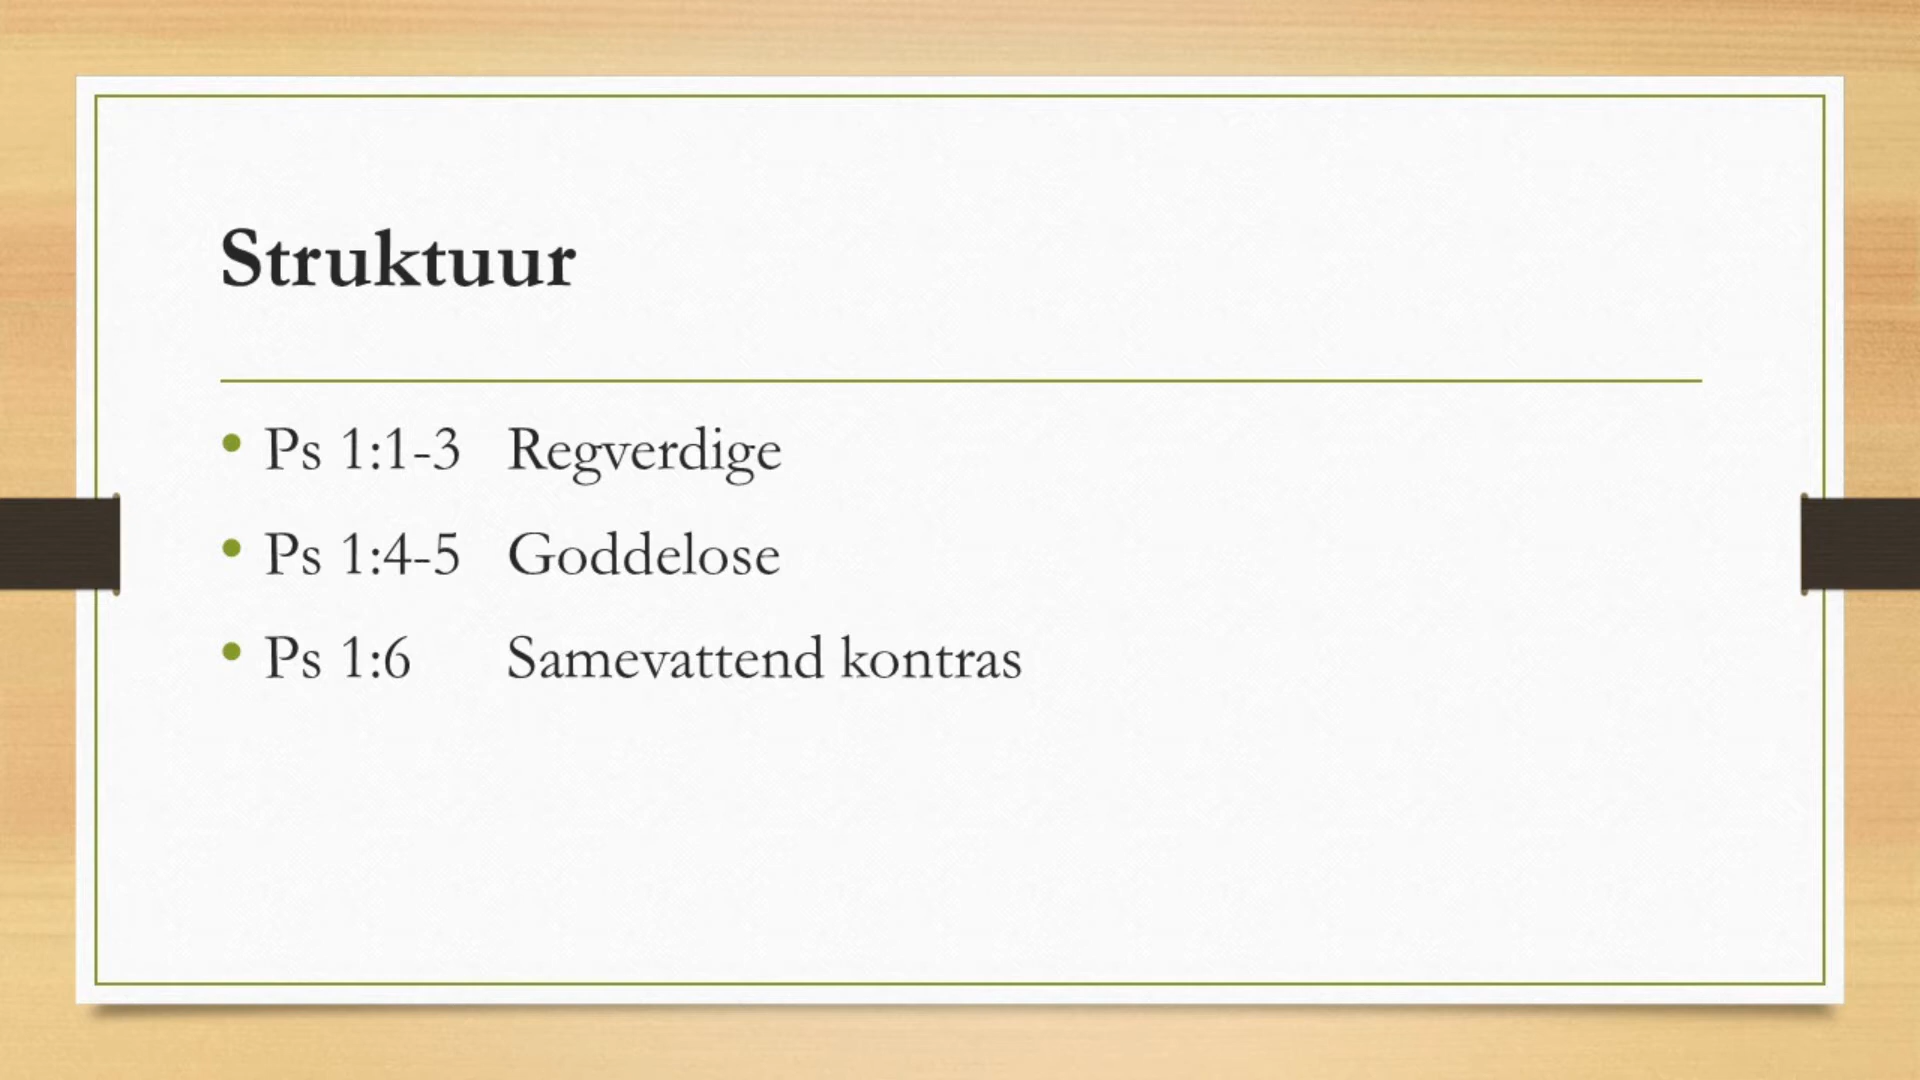 Struktuur
• Ps 1:1-3 Regverdige
• Ps 1:4-5 Goddelose
• Ps 1:6 Samevattend kontras